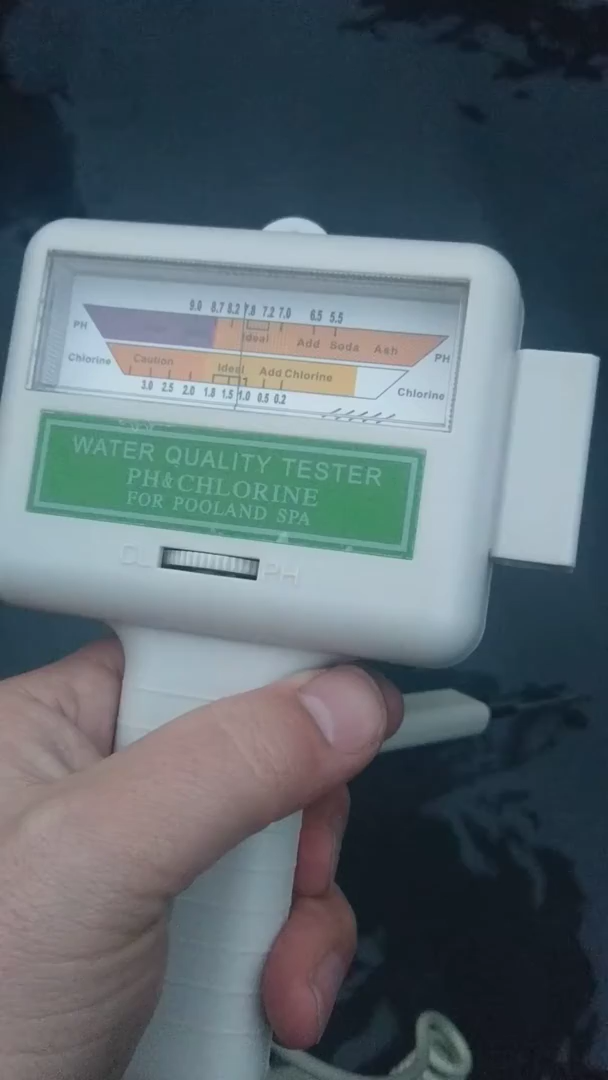 9.0 8.7 8.2 7.8 7.2 7.0 6.5 5.5
PH Ideal Add Soda Ash PH
Chlorine Caution Ideal Add Chlorine Chlorine
3.0 2.5 2.0 1.8 1.5 1.0 0.5 0.2
WATER QUALITY TESTER
PH&CHLORINE
FOR POOLAND SPA
CL PH